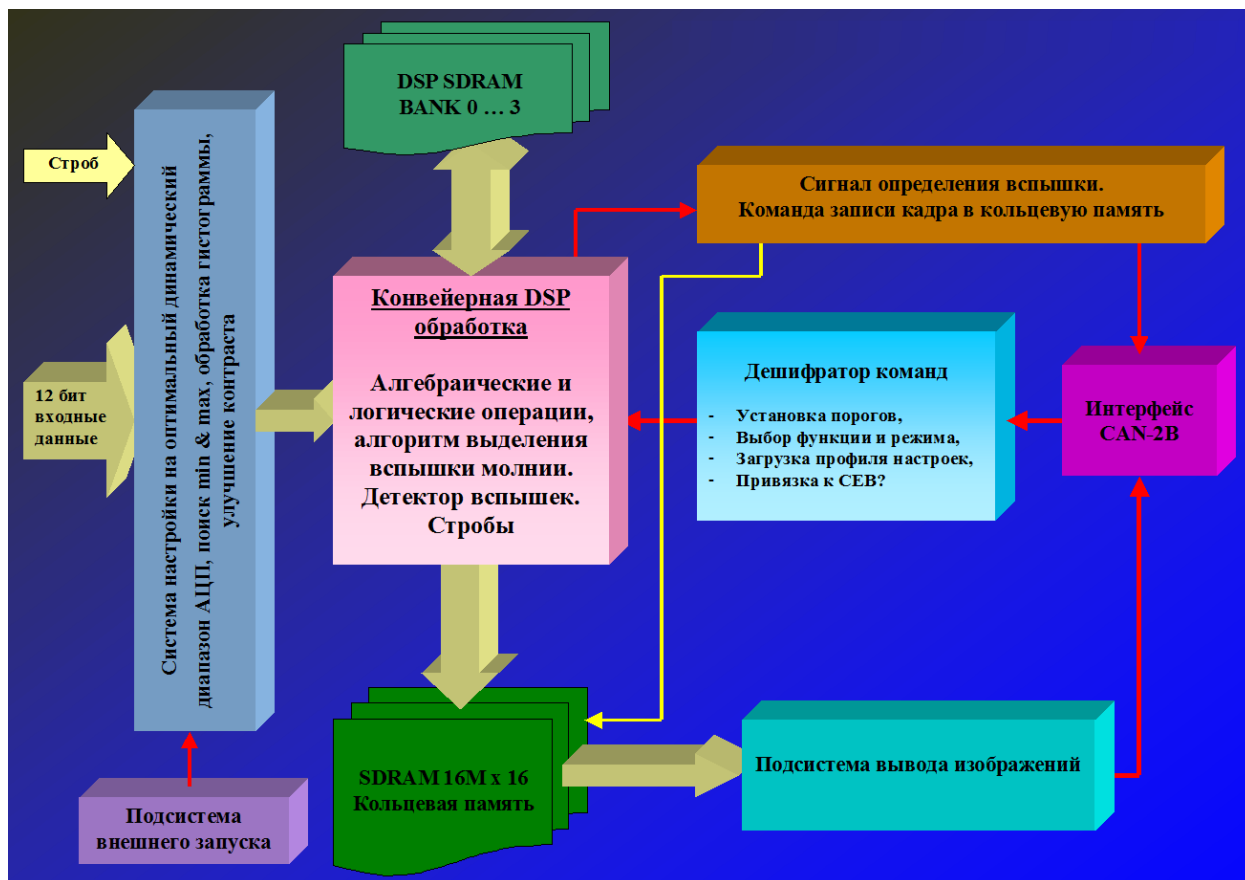 DSP SDRAM
BANK 0 ... 3
Строб
Сигнал определения вспышки.
Команда записи кадра в кольцевую память
Система настройки на оптимальный динамический
диапазон АЦП, поиск min & max, обработка гистограммы,
улучшение контраста
12 бит
входные
данные
Конвейерная DSP
обработка
Алгебраические и
логические операции,
алгоритм выделения
вспышки молнии.
Детектор вспышек.
Стробы
Дешифратор команд
- Установка порогов,
- Выбор функции и режима,
- Загрузка профиля настроек,
- Привязка к СЕВ?
Интерфейс
CAN-2B
SDRAM 16M x 16
Кольцевая память
Подсистема вывода изображений
Подсистема
внешнего запуска